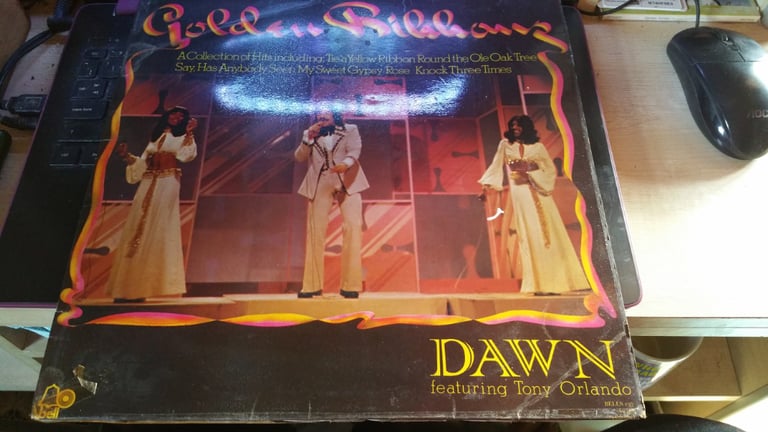 Golden Ribbons
A Collection of Hits including; Tie a Yellow Ribbon Round the Ole Oak Tree
Say, Has Anybody Seen My Sweet Gypsy Rose Knock Three Times
DAWN
featuring Tony Orlando
bell